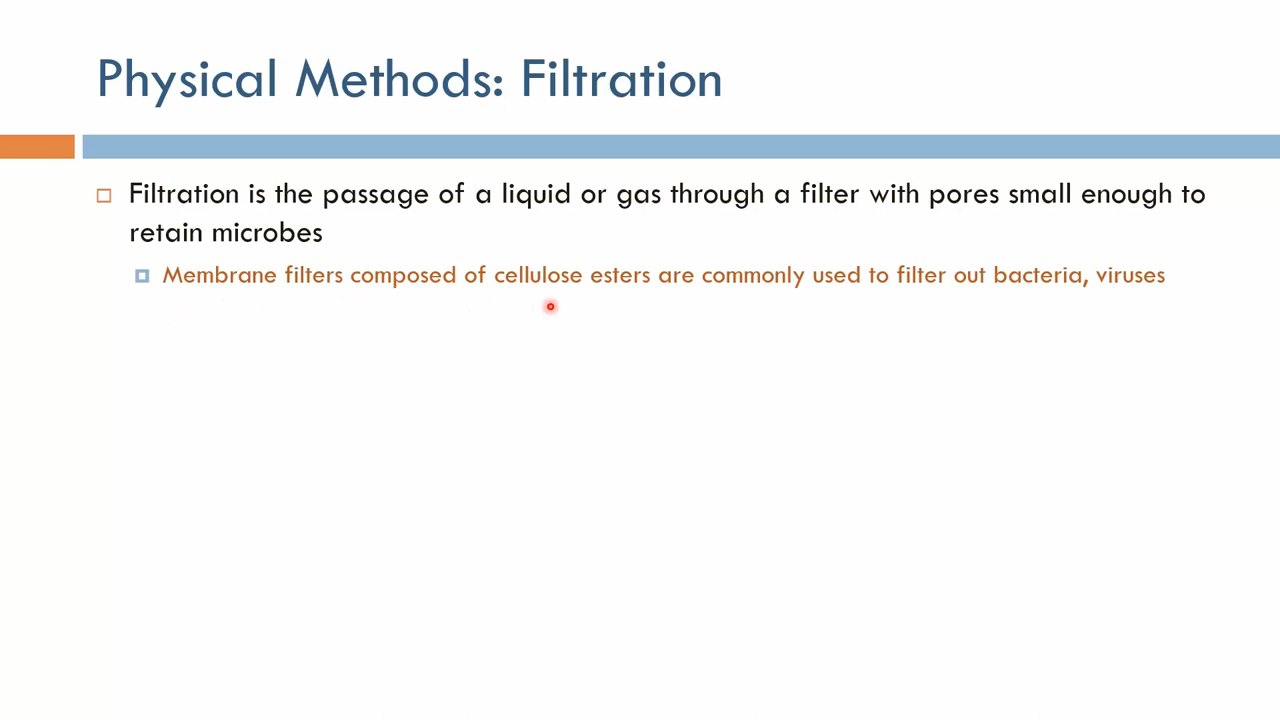 Physical Methods: Filtration
Filtration is the passage of a liquid or gas through a filter with pores small enough to
retain microbes
Membrane filters composed of cellulose esters are commonly used to filter out bacteria, viruses